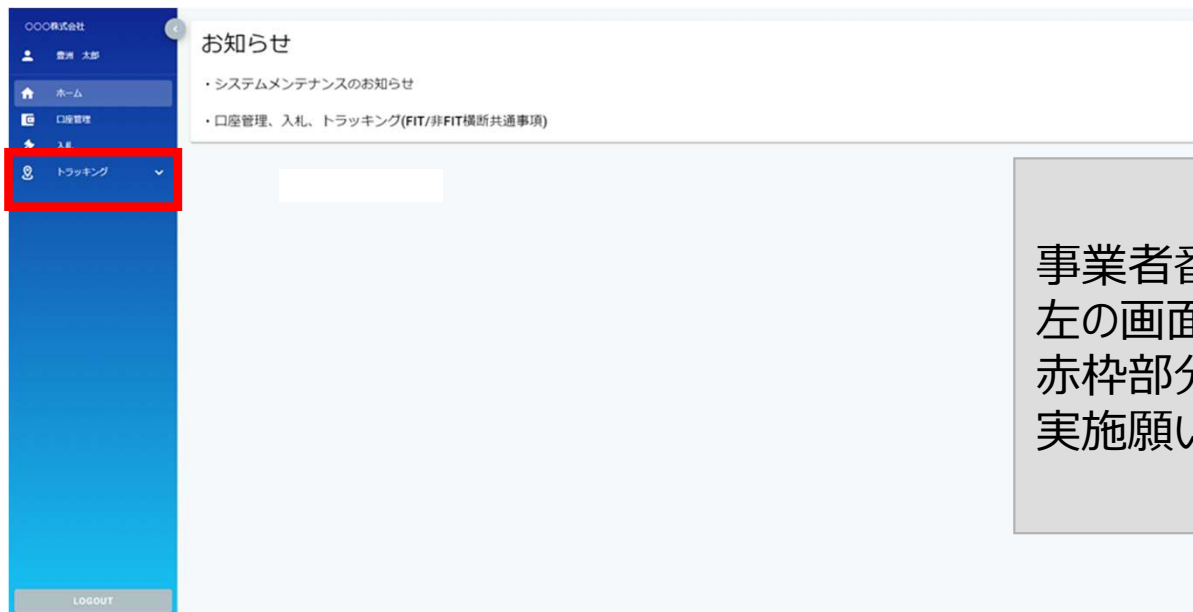 ○○○株式会社
豊洲 太郎
ホーム
口座管理
入札
トラッキング
LOGOUT
お知らせ
・システムメンテナンスのお知らせ
・口座管理、入札、トラッキング(FIT/非FIT横断共通事項)
事業者
左の画面
赤枠部分
実施願い